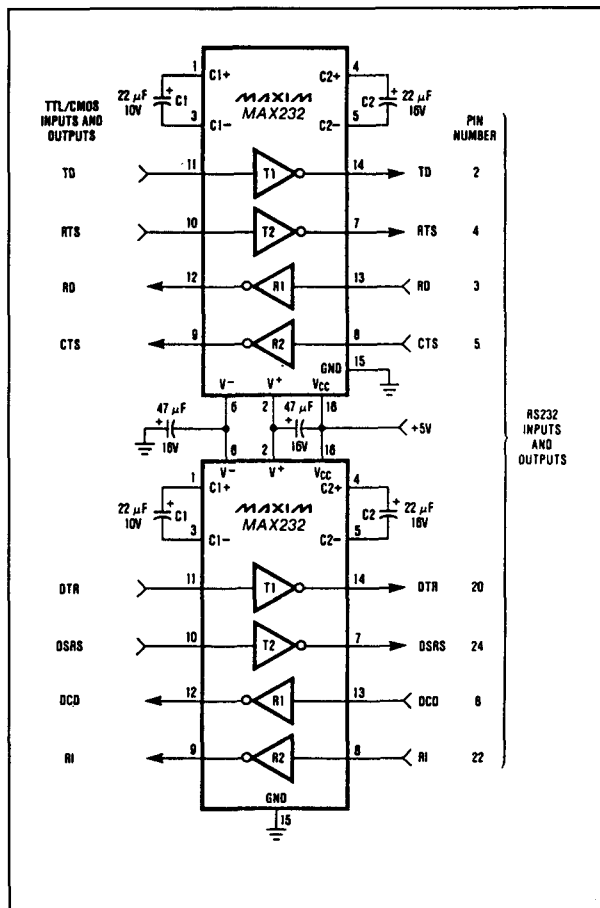 1
4
C1+
C2+
22 µF
10V
+
C1
MAXIM
MAX232
C2
+
22 µF
16V
TTL/CMOS
INPUTS AND
OUTPUTS
3
C1−
C2−
5
PIN
NUMBER
TD
11
T1
14
TD
2
RTS
10
T2
7
RTS
4
RD
12
R1
13
RD
3
CTS
9
R2
8
CTS
5
GND
15
V−
V+
VCC
47 µF
+
16V
6
2
47 µF
+
16V
16
+5V
RS232
INPUTS
AND
OUTPUTS
6
2
16
V−
V+
VCC
1
4
C1+
C2+
22 µF
10V
+
C1
MAXIM
MAX232
C2
+
22 µF
16V
3
C1−
C2−
5
DTR
11
T1
14
DTR
20
DSRS
10
T2
7
DSRS
24
DCD
12
R1
13
DCD
8
RI
9
R2
8
RI
22
GND
15